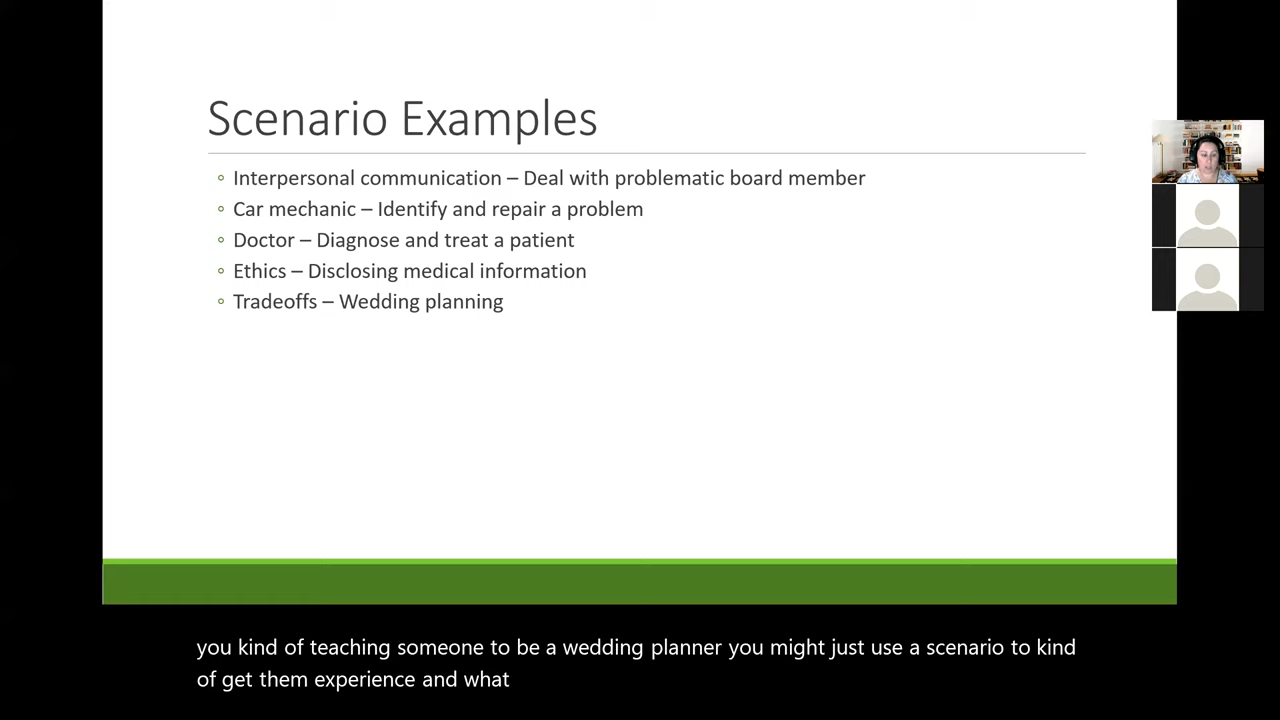 Scenario Examples
◦ Interpersonal communication – Deal with problematic board member
◦ Car mechanic – Identify and repair a problem
◦ Doctor – Diagnose and treat a patient
◦ Ethics – Disclosing medical information
◦ Tradeoffs – Wedding planning
you kind of teaching someone to be a wedding planner you might just use a scenario to kind
of get them experience and what